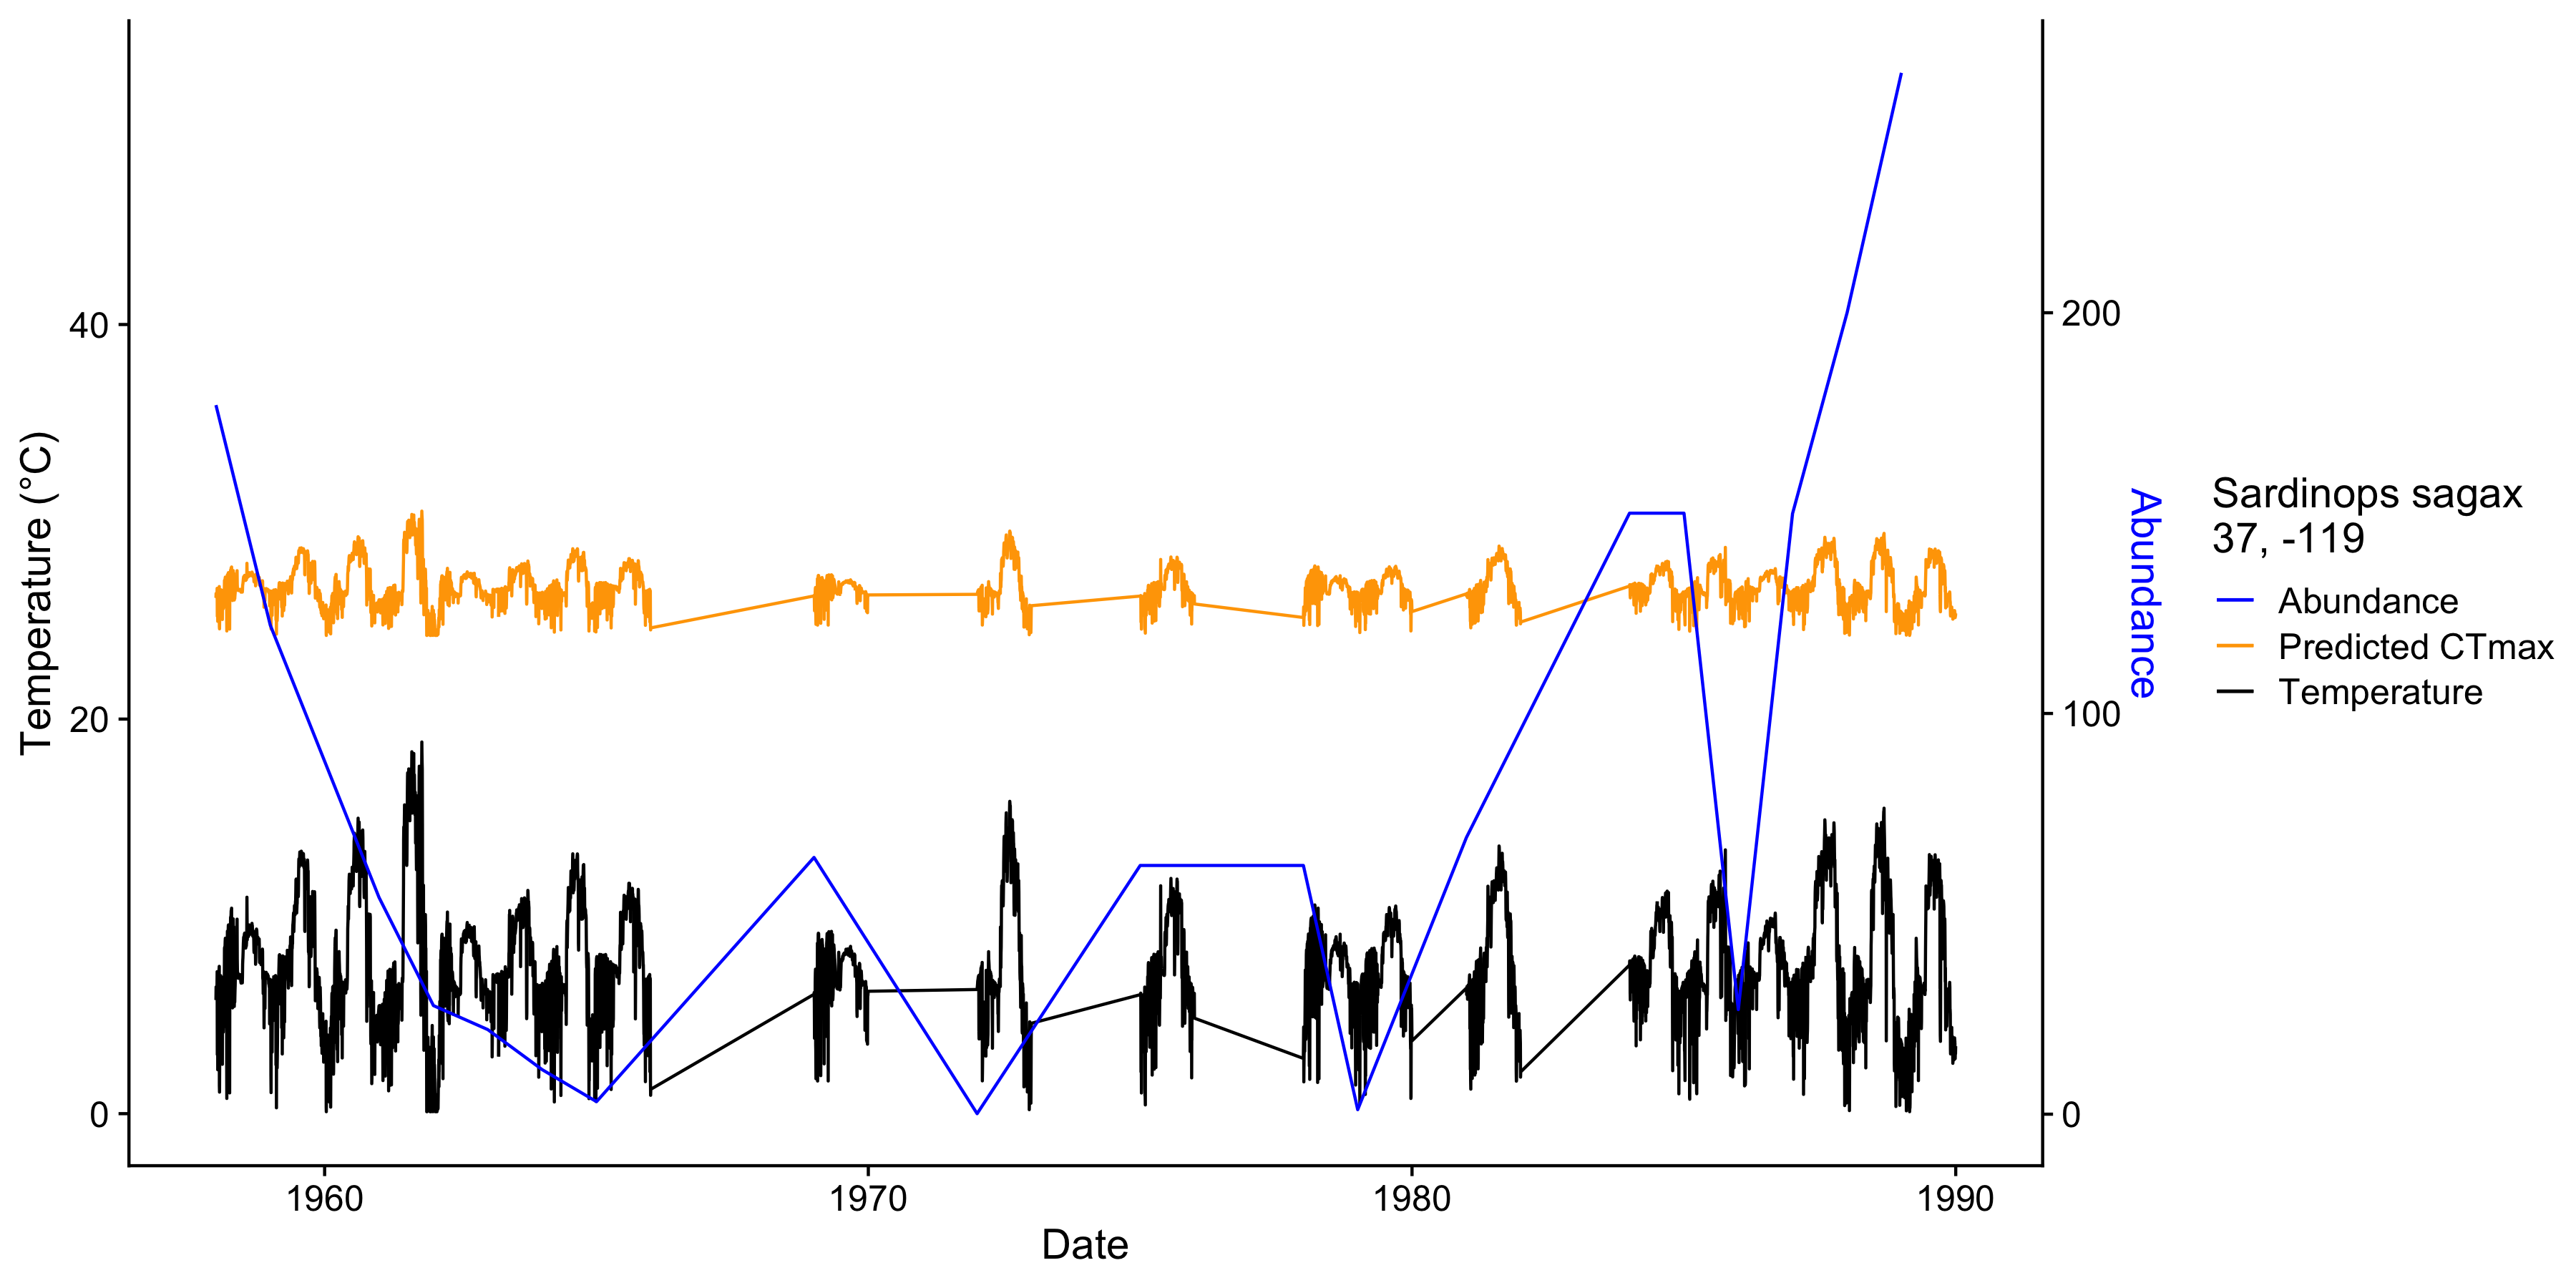 Temperature (°C)
40
20
0
1960
1970
1980
1990
Date
200
100
0
Abundance
Sardinops sagax
37, -119
Abundance
Predicted CTmax
Temperature